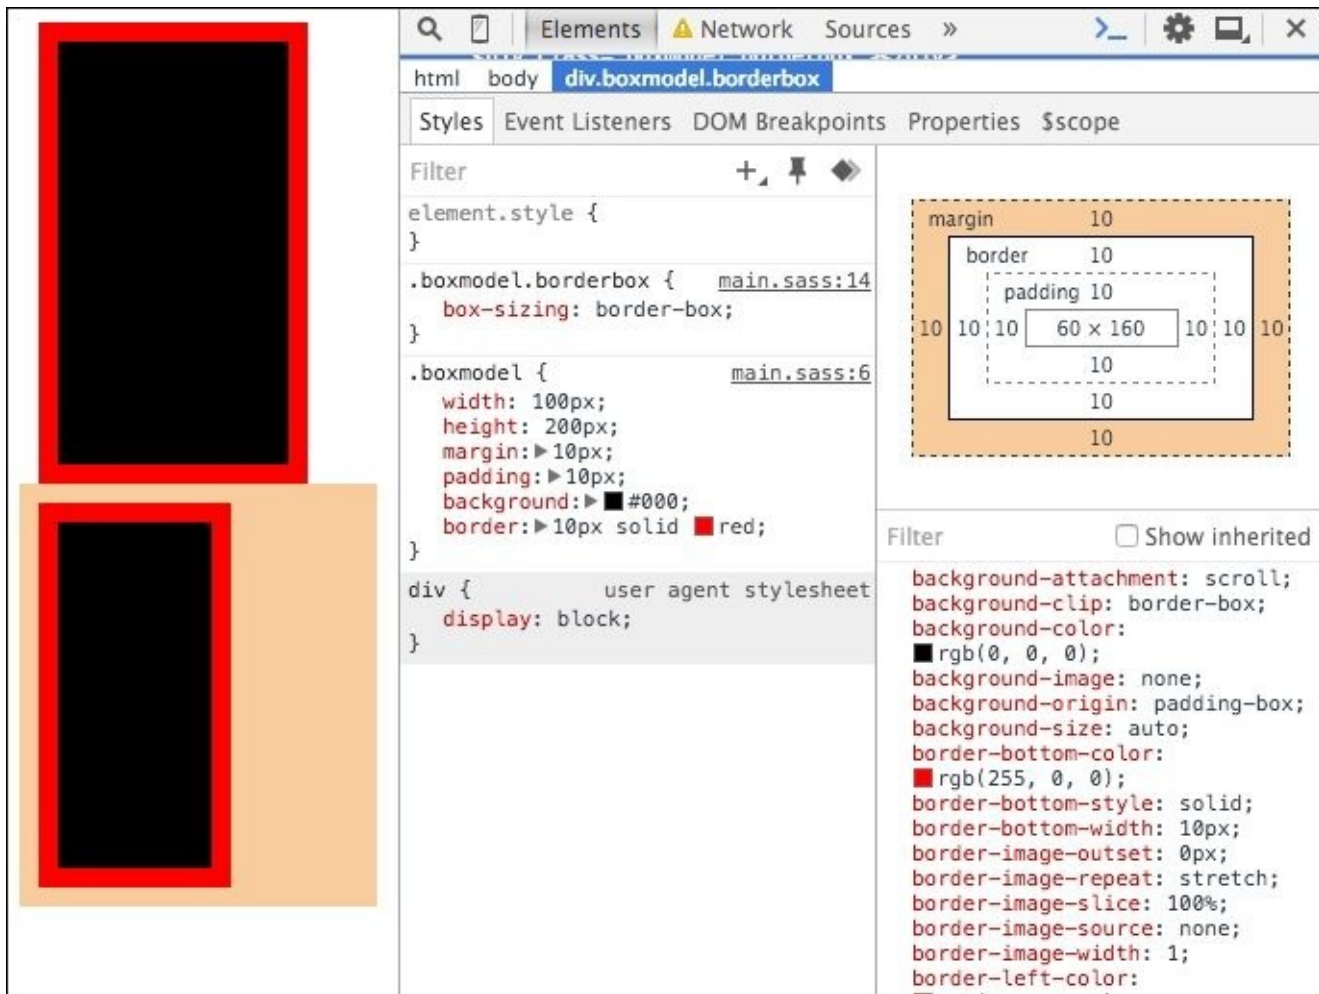 Elements Network Sources »
html body div.boxmodel.borderbox
Styles Event Listeners DOM Breakpoints Properties $scope
Filter
element.style {
}
.boxmodel.borderbox { main.sass:14
box-sizing: border-box;
}
.boxmodel { main.sass:6
width: 100px;
height: 200px;
margin: 10px;
padding: 10px;
background: #000;
border: 10px solid red;
}
div { user agent stylesheet
display: block;
}
margin 10
border 10
padding 10
10 10 10 60 × 160 10 10 10
10
10
10
Filter Show inherited
background-attachment: scroll;
background-clip: border-box;
background-color:
rgb(0, 0, 0);
background-image: none;
background-origin: padding-box;
background-size: auto;
border-bottom-color:
rgb(255, 0, 0);
border-bottom-style: solid;
border-bottom-width: 10px;
border-image-outset: 0px;
border-image-repeat: stretch;
border-image-slice: 100%;
border-image-source: none;
border-image-width: 1;
border-left-color: